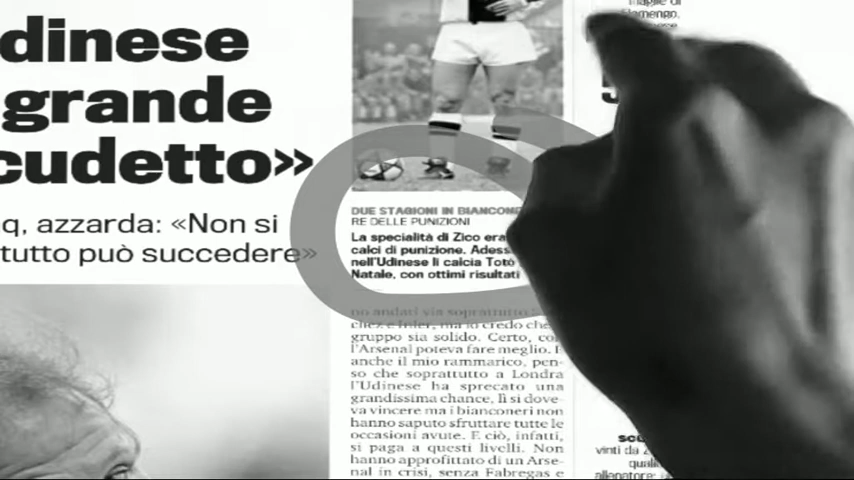 dinese
grande
cudetto»
q, azzarda: «Non si
tutto può succedere»
DUE STAGIONI IN BIANCONE
RE DELLE PUNIZIONI
La specialità di Zico era
calci di punizione. Adess
nell'Udinese li calcia Totò
Natale, con ottimi risultati
no andati via soprattutto
chez e Inler, ma io credo che
gruppo sia solido. Certo, con
l'Arsenal poteva fare meglio. È
anche il mio rammarico, pen-
so che soprattutto a Londra
l'Udinese ha sprecato una
grandissima chance, lì si dove-
va vincere ma i bianconeri non
hanno saputo sfruttare tutte le
occasioni avute. E ciò, infatti,
si paga a questi livelli. Non
hanno approfittato di un Arse-
nal in crisi, senza Fabregas e
maglie di
Flamengo,
5
vinti da
allenatore: